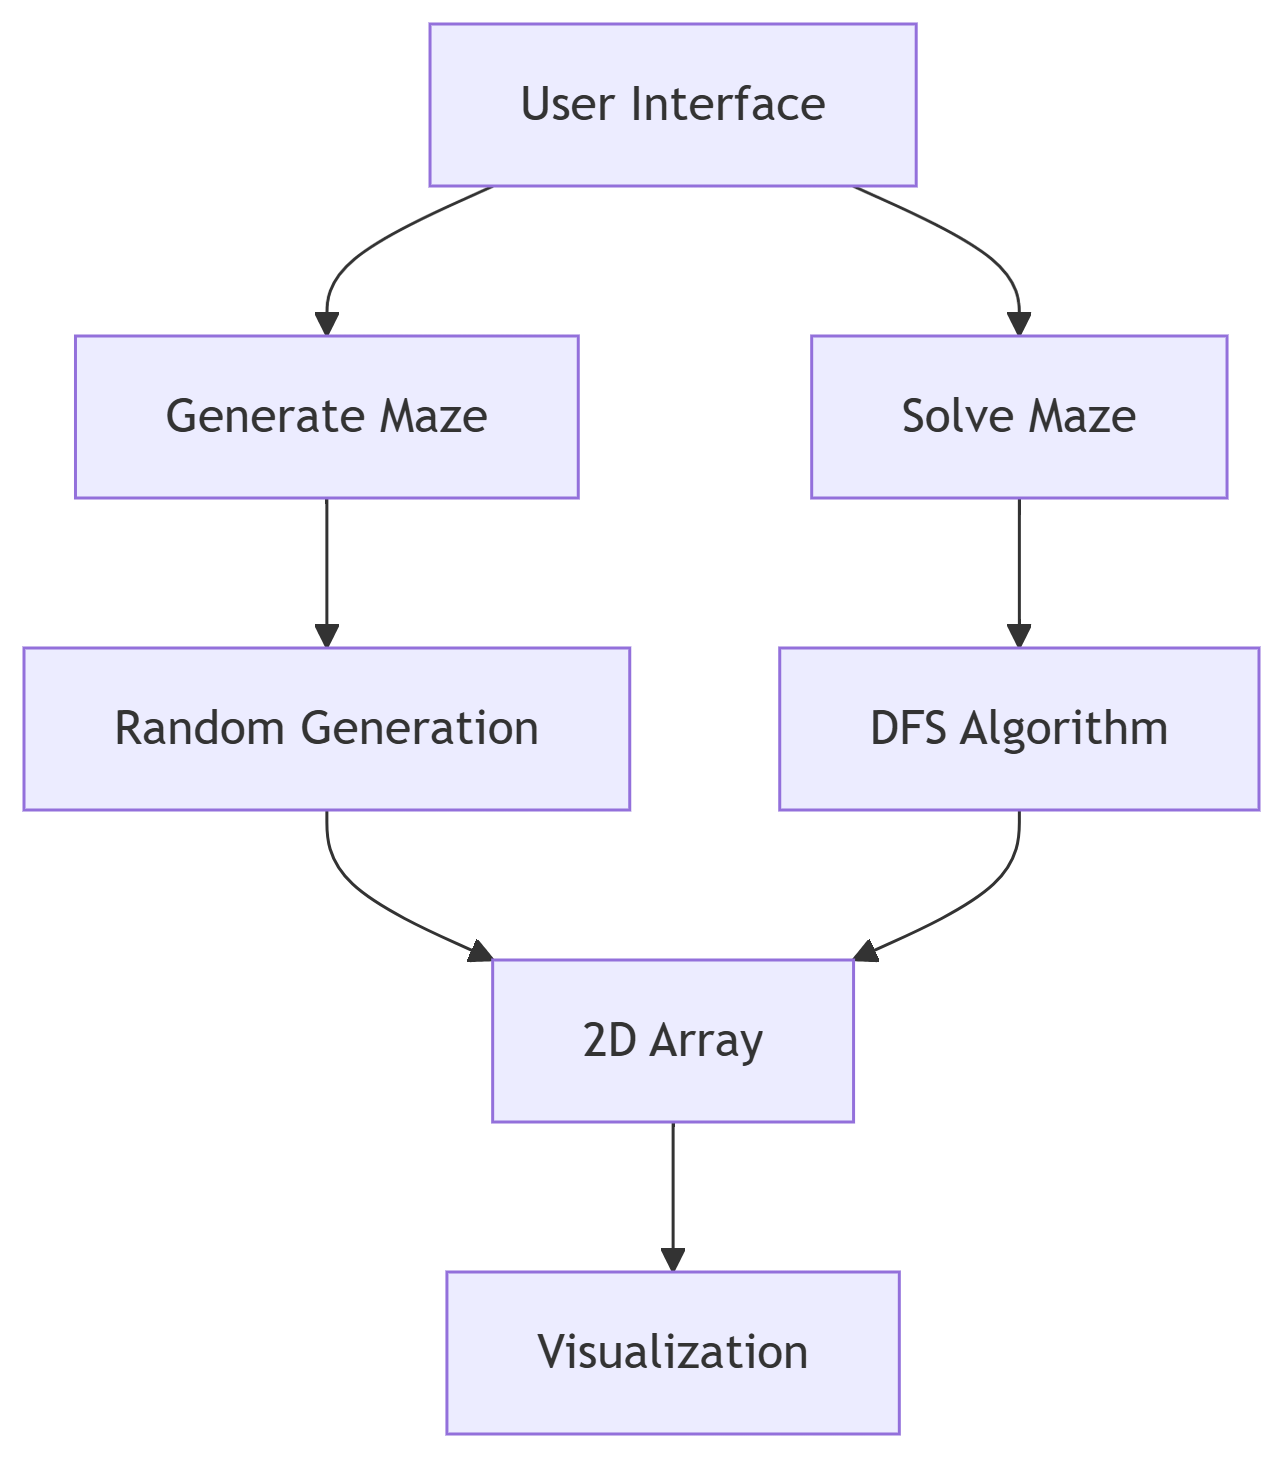 User Interface
Generate Maze
Solve Maze
Random Generation
DFS Algorithm
2D Array
Visualization